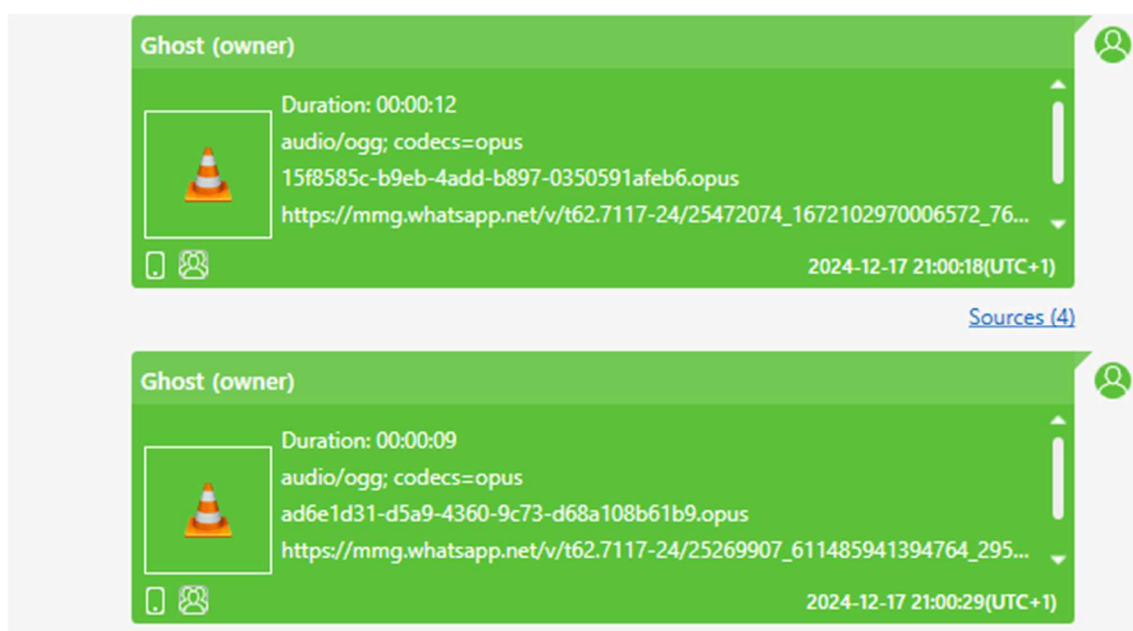 Ghost (owner)
Duration: 00:00:12
audio/ogg; codecs=opus
15f8585c-b9eb-4add-b897-0350591afeb6.opus
https://mmg.whatsapp.net/v/t62.7117-24/25472074_1672102970006572_76...
2024-12-17 21:00:18(UTC+1)
Sources (4)
Ghost (owner)
Duration: 00:00:09
audio/ogg; codecs=opus
ad6e1d31-d5a9-4360-9c73-d68a108b61b9.opus
https://mmg.whatsapp.net/v/t62.7117-24/25269907_611485941394764_295...
2024-12-17 21:00:29(UTC+1)